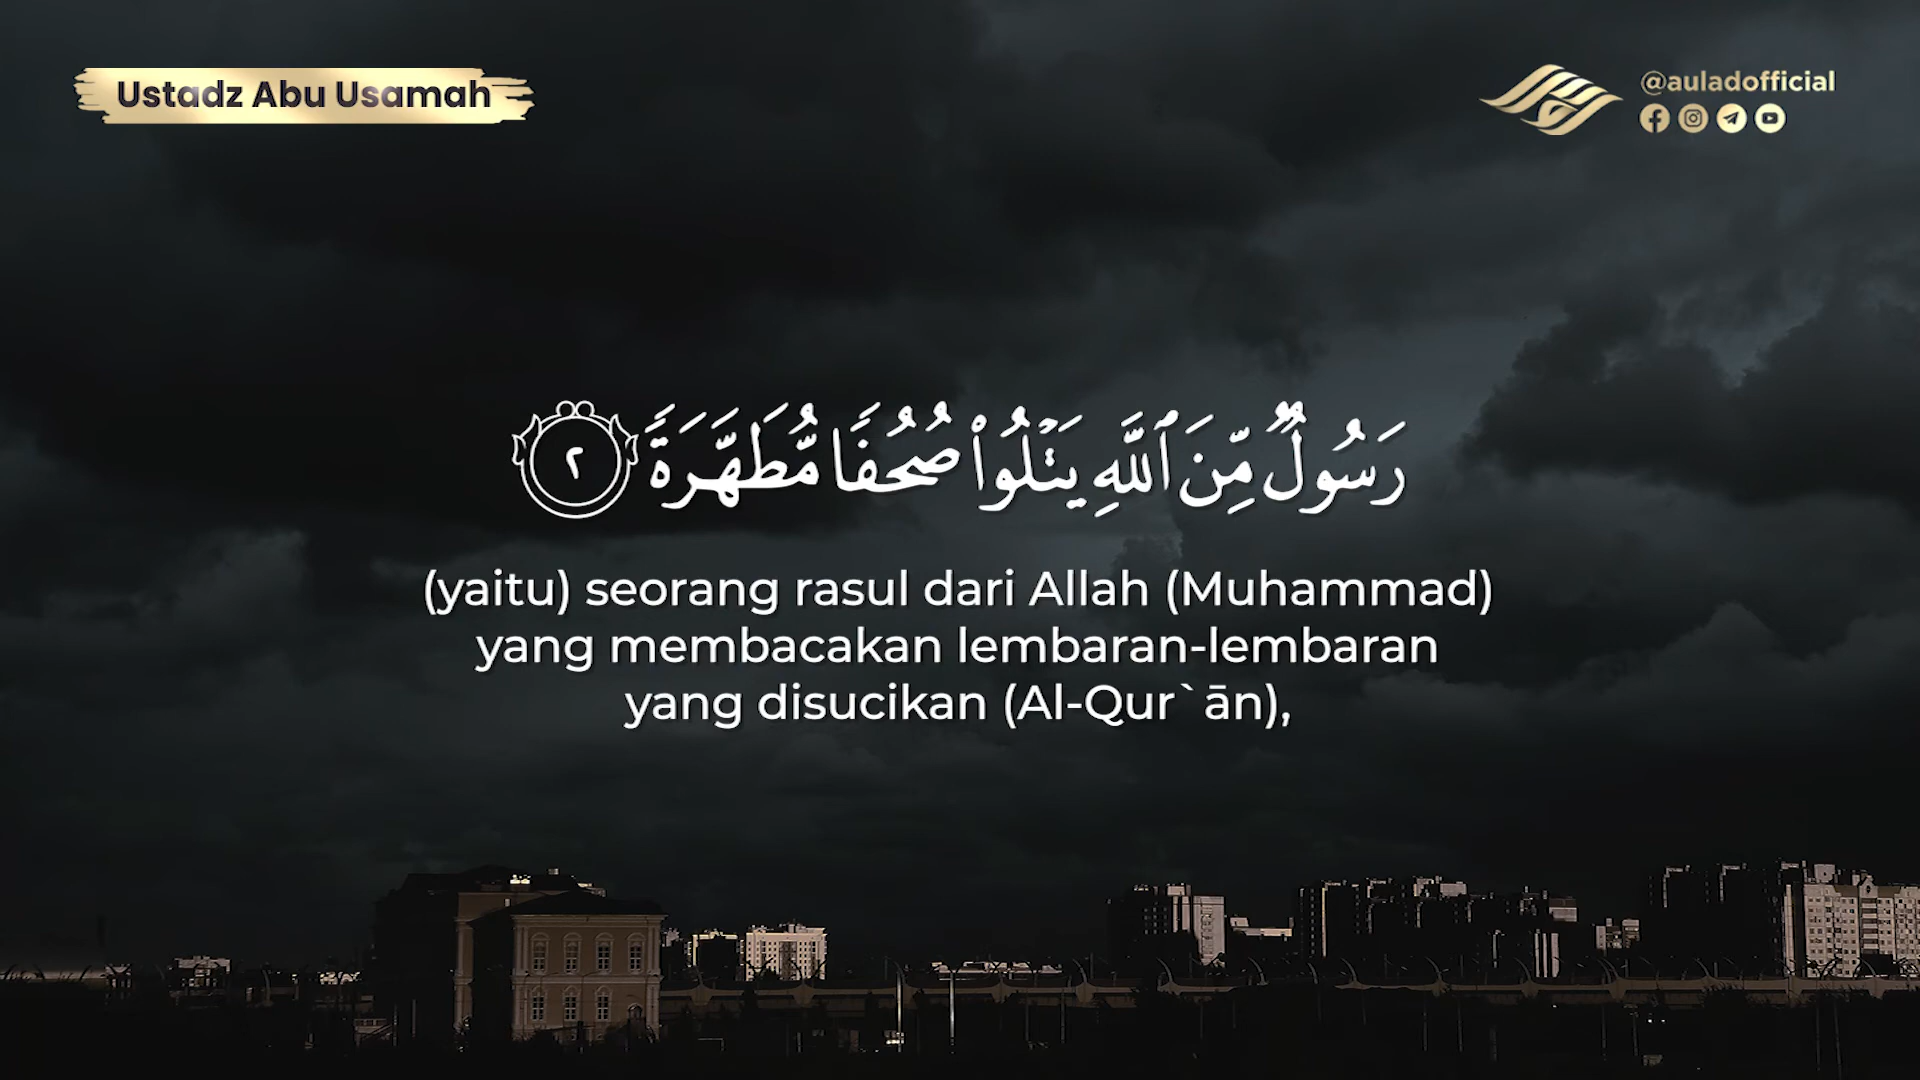 Ustadz Abu Usamah
@auladofficial
رَسُولٌ مِّنَ ٱللَّهِ يَتْلُوا۟ صُحُفًا مُّطَهَّرَةً ٢
(yaitu) seorang rasul dari Allah (Muhammad)
yang membacakan lembaran-lembaran
yang disucikan (Al-Qur`ān),